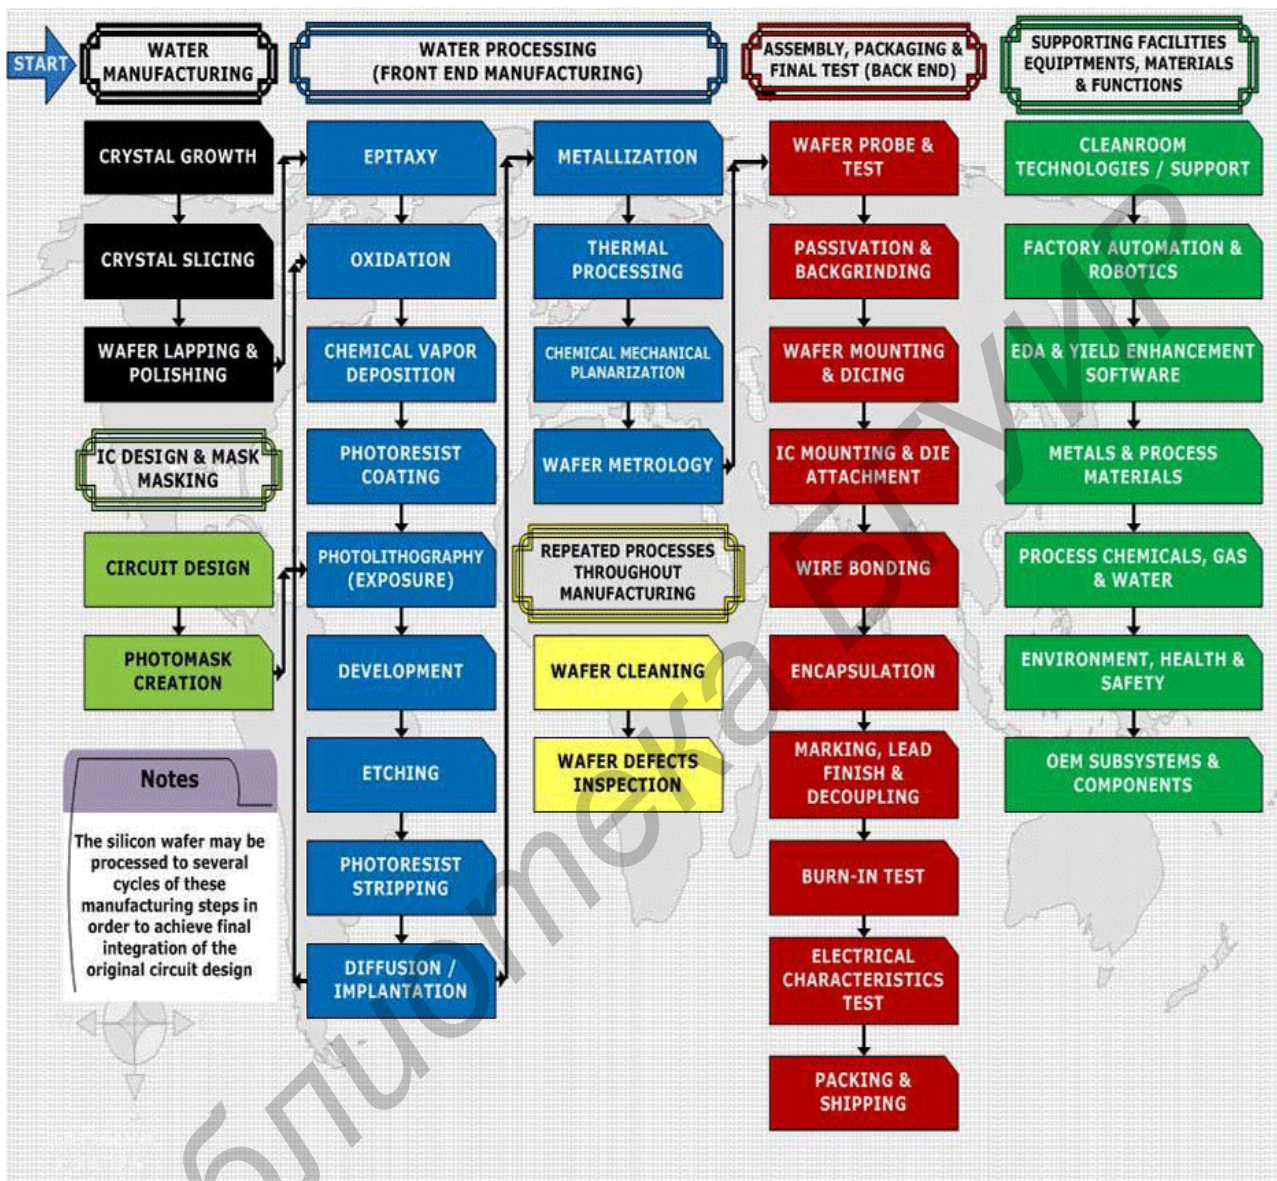 START
WATER
MANUFACTURING
WATER PROCESSING
(FRONT END MANUFACTURING)
ASSEMBLY, PACKAGING &
FINAL TEST (BACK END)
SUPPORTING FACILITIES
EQUIPTMENTS, MATERIALS
& FUNCTIONS
CRYSTAL GROWTH
CRYSTAL SLICING
WAFER LAPPING &
POLISHING
IC DESIGN & MASK
MASKING
CIRCUIT DESIGN
PHOTOMASK
CREATION
Notes
The silicon wafer may be
processed to several
cycles of these
manufacturing steps in
order to achieve final
integration of the
original circuit design
EPITAXY
OXIDATION
CHEMICAL VAPOR
DEPOSITION
PHOTORESIST
COATING
PHOTOLITHOGRAPHY
(EXPOSURE)
DEVELOPMENT
ETCHING
PHOTORESIST
STRIPPING
DIFFUSION /
IMPLANTATION
METALLIZATION
THERMAL
PROCESSING
CHEMICAL MECHANICAL
PLANARIZATION
WAFER METROLOGY
REPEATED PROCESSES
THROUGHOUT
MANUFACTURING
WAFER CLEANING
WAFER DEFECTS
INSPECTION
WAFER PROBE &
TEST
PASSIVATION &
BACKGRINDING
WAFER MOUNTING
& DICING
IC MOUNTING & DIE
ATTACHMENT
WIRE BONDING
ENCAPSULATION
MARKING, LEAD
FINISH &
DECOUPLING
BURN-IN TEST
ELECTRICAL
CHARACTERISTICS
TEST
PACKING &
SHIPPING
CLEANROOM
TECHNOLOGIES / SUPPORT
FACTORY AUTOMATION &
ROBOTICS
EDA & YIELD ENHANCEMENT
SOFTWARE
METALS & PROCESS
MATERIALS
PROCESS CHEMICALS, GAS
& WATER
ENVIRONMENT, HEALTH &
SAFETY
OEM SUBSYSTEMS &
COMPONENTS
блиотека БГУИР